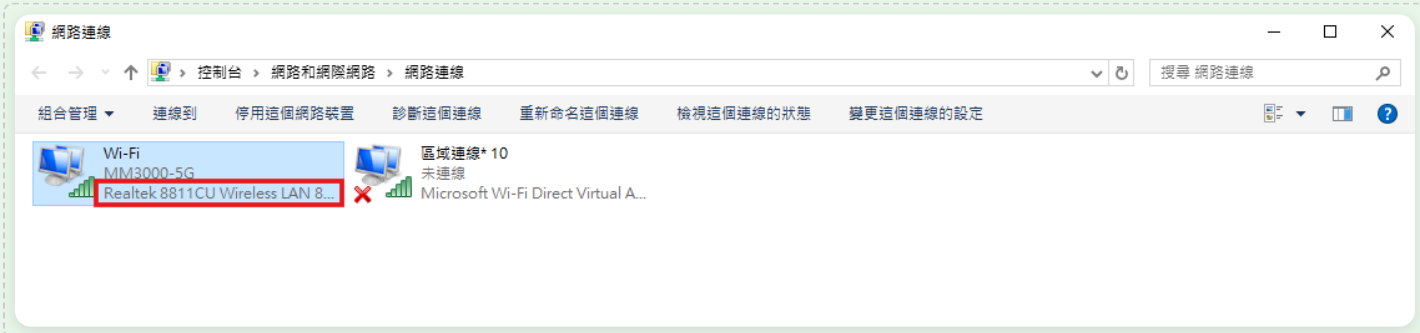 網路連線
控制台 › 網路和網際網路 › 網路連線
搜尋 網路連線
組合管理 連線到 停用這個網路裝置 診斷這個連線 重新命名這個連線 檢視這個連線的狀態 變更這個連線的設定
Wi-Fi
MM3000-5G
Realtek 8811CU Wireless LAN 8...
區域連線* 10
未連線
Microsoft Wi-Fi Direct Virtual A...